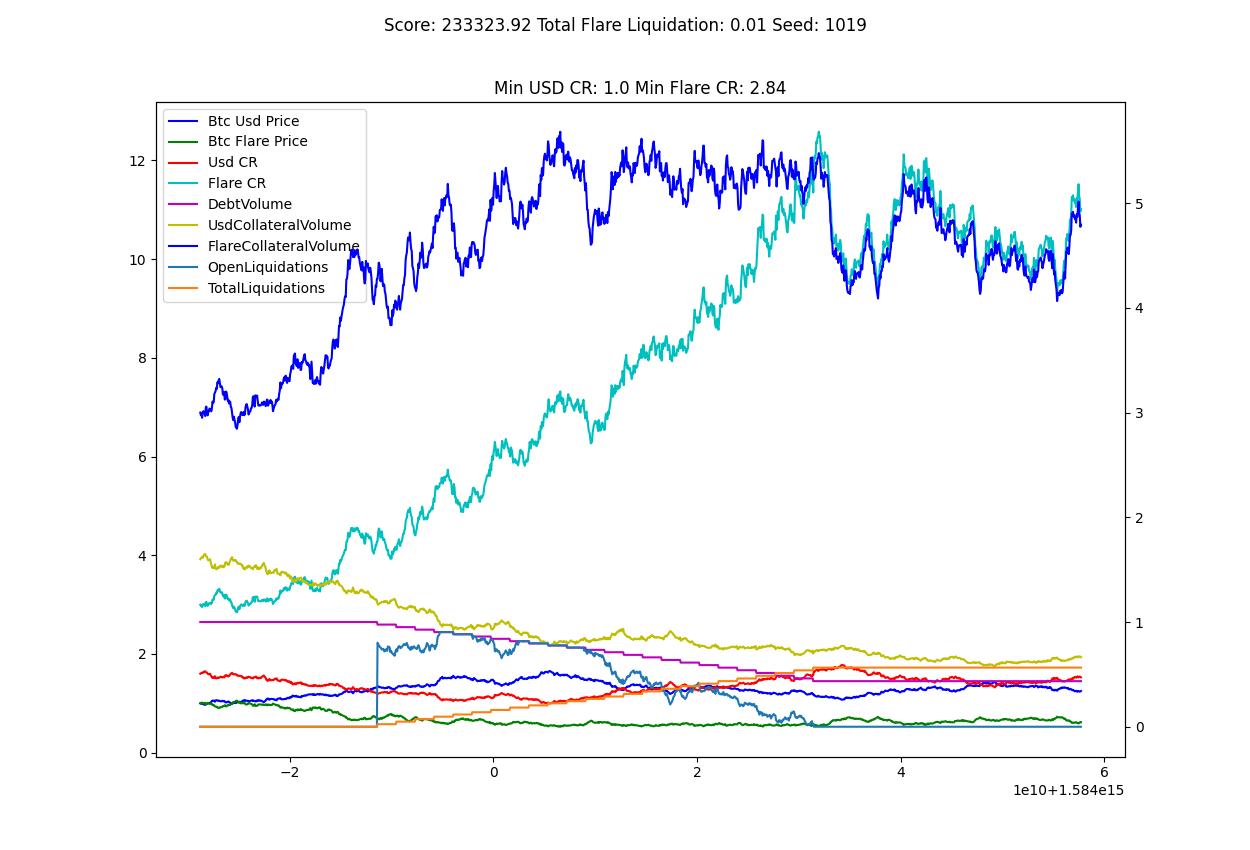 Score: 233323.92 Total Flare Liquidation: 0.01 Seed: 1019
Min USD CR: 1.0 Min Flare CR: 2.84
Btc Usd Price
Btc Flare Price
Usd CR
Flare CR
DebtVolume
UsdCollateralVolume
FlareCollateralVolume
OpenLiquidations
TotalLiquidations
12
10
8
6
4
2
0
5
4
3
2
1
0
−2
0
2
4
6
1e10+1.584e15